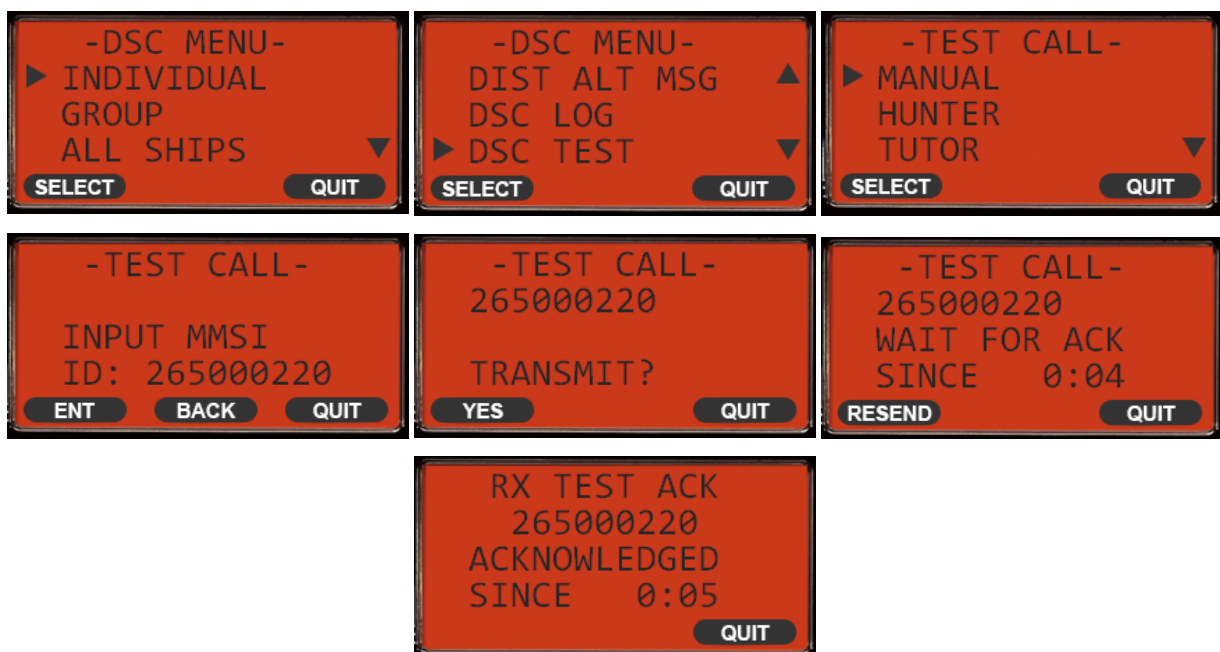 -DSC MENU-
INDIVIDUAL
GROUP
ALL SHIPS
SELECT QUIT
-DSC MENU-
DIST ALT MSG
DSC LOG
DSC TEST
SELECT QUIT
-TEST CALL-
MANUAL
HUNTER
TUTOR
SELECT QUIT
-TEST CALL-
INPUT MMSI
ID: 265000220
ENT BACK QUIT
-TEST CALL-
265000220
TRANSMIT?
YES QUIT
-TEST CALL-
265000220
WAIT FOR ACK
SINCE 0:04
RESEND QUIT
RX TEST ACK
265000220
ACKNOWLEDGED
SINCE 0:05
QUIT